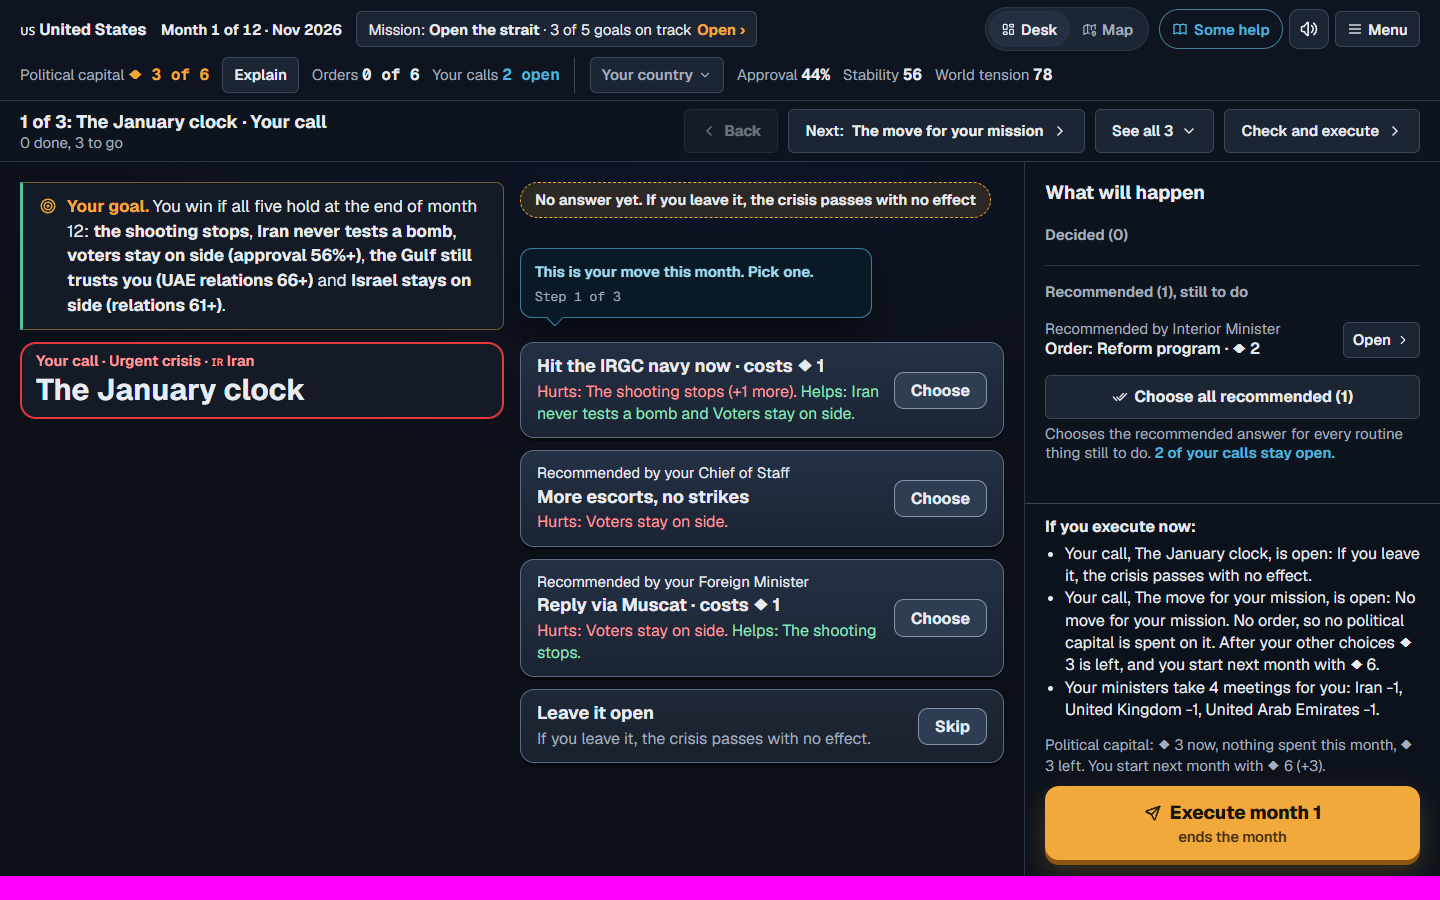 US United States Month 1 of 12 · Nov 2026 Mission: Open the strait · 3 of 5 goals on track Open › Desk Map Some help Menu
Political capital ◆ 3 of 6 Explain Orders 0 of 6 Your calls 2 open Your country Approval 44% Stability 56 World tension 78
1 of 3: The January clock · Your call
0 done, 3 to go
Back Next: The move for your mission See all 3 Check and execute
Your goal. You win if all five hold at the end of month
12: the shooting stops, Iran never tests a bomb,
voters stay on side (approval 56%+), the Gulf still
trusts you (UAE relations 66+) and Israel stays on
side (relations 61+).
Your call · Urgent crisis · IR Iran
The January clock
No answer yet. If you leave it, the crisis passes with no effect
This is your move this month. Pick one.
Step 1 of 3
Hit the IRGC navy now · costs ◆ 1
Hurts: The shooting stops (+1 more). Helps: Iran
never tests a bomb and Voters stay on side.
Choose
Recommended by your Chief of Staff
More escorts, no strikes
Hurts: Voters stay on side.
Choose
Recommended by your Foreign Minister
Reply via Muscat · costs ◆ 1
Hurts: Voters stay on side. Helps: The shooting
stops.
Choose
Leave it open
If you leave it, the crisis passes with no effect.
Skip
What will happen
Decided (0)
Recommended (1), still to do
Recommended by Interior Minister
Order: Reform program · ◆ 2
Open
Choose all recommended (1)
Chooses the recommended answer for every routine
thing still to do. 2 of your calls stay open.
If you execute now:
• Your call, The January clock, is open: If you leave
it, the crisis passes with no effect.
• Your call, The move for your mission, is open: No
move for your mission. No order, so no political
capital is spent on it. After your other choices ◆
3 is left, and you start next month with ◆ 6.
• Your ministers take 4 meetings for you: Iran -1,
United Kingdom -1, United Arab Emirates -1.
Political capital: ◆ 3 now, nothing spent this month, ◆
3 left. You start next month with ◆ 6 (+3).
Execute month 1
ends the month